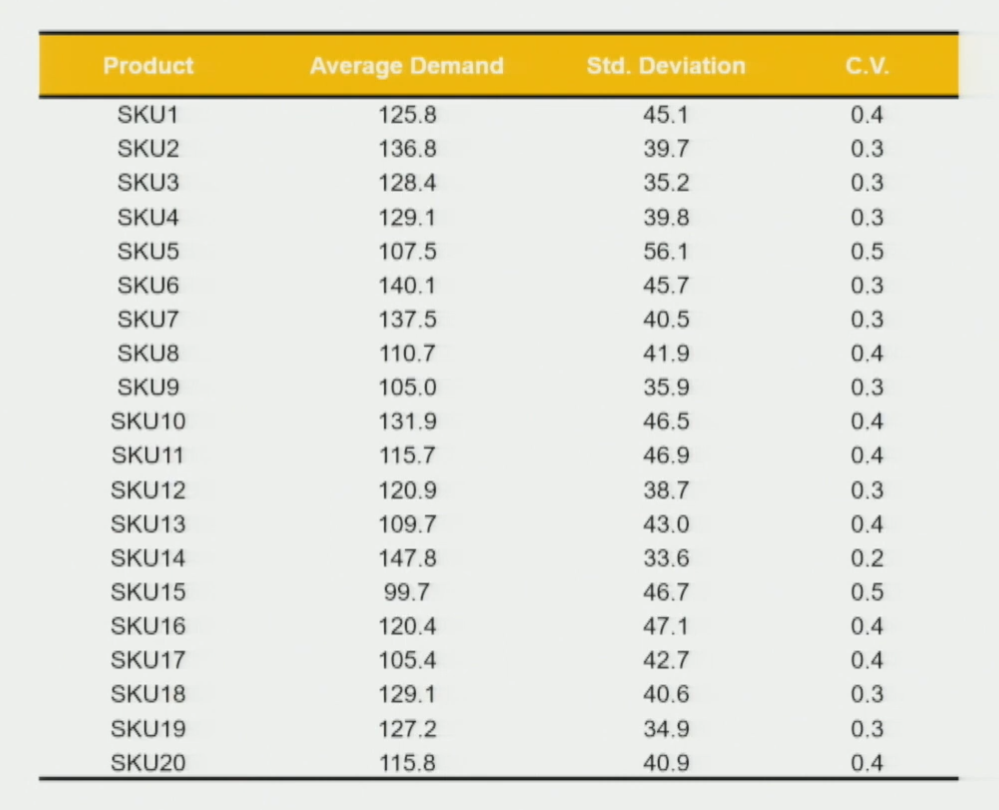 Product Average Demand Std. Deviation C.V.
SKU1 125.8 45.1 0.4
SKU2 136.8 39.7 0.3
SKU3 128.4 35.2 0.3
SKU4 129.1 39.8 0.3
SKU5 107.5 56.1 0.5
SKU6 140.1 45.7 0.3
SKU7 137.5 40.5 0.3
SKU8 110.7 41.9 0.4
SKU9 105.0 35.9 0.3
SKU10 131.9 46.5 0.4
SKU11 115.7 46.9 0.4
SKU12 120.9 38.7 0.3
SKU13 109.7 43.0 0.4
SKU14 147.8 33.6 0.2
SKU15 99.7 46.7 0.5
SKU16 120.4 47.1 0.4
SKU17 105.4 42.7 0.4
SKU18 129.1 40.6 0.3
SKU19 127.2 34.9 0.3
SKU20 115.8 40.9 0.4